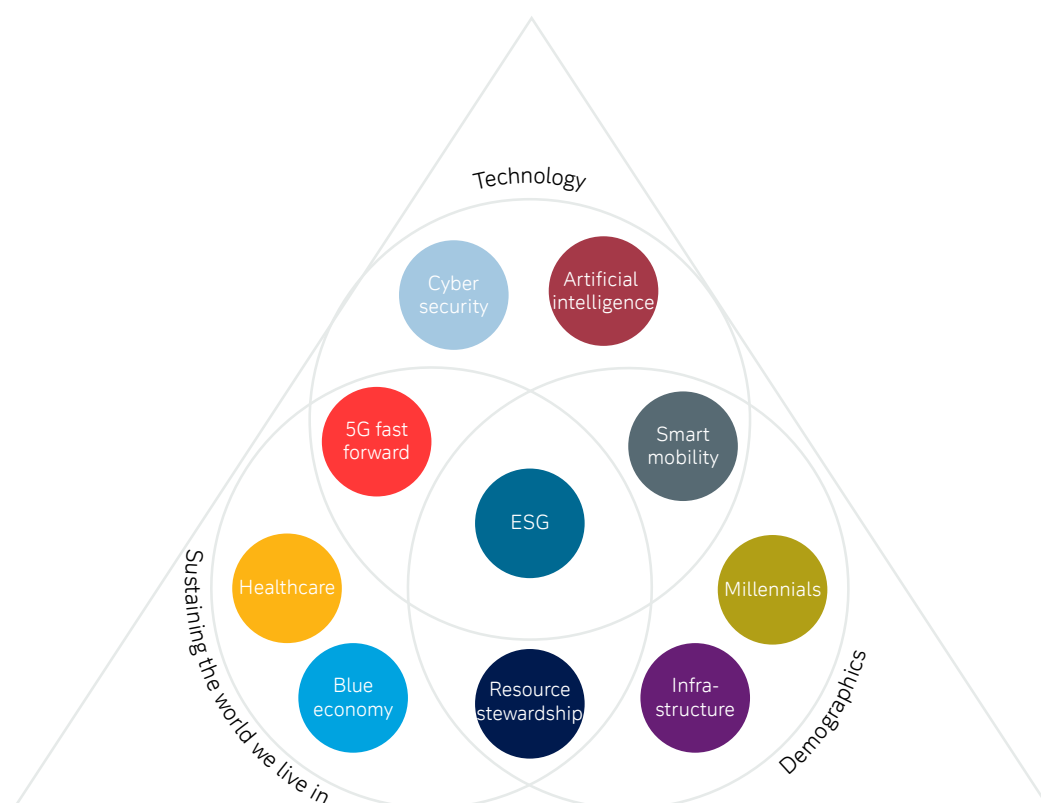 Technology
Cyber
security
Artificial
intelligence
5G fast
forward
Smart
mobility
ESG
Healthcare
Millennials
Sustaining the world we live in
Blue
economy
Resource
stewardship
Infra-
structure
Demographics